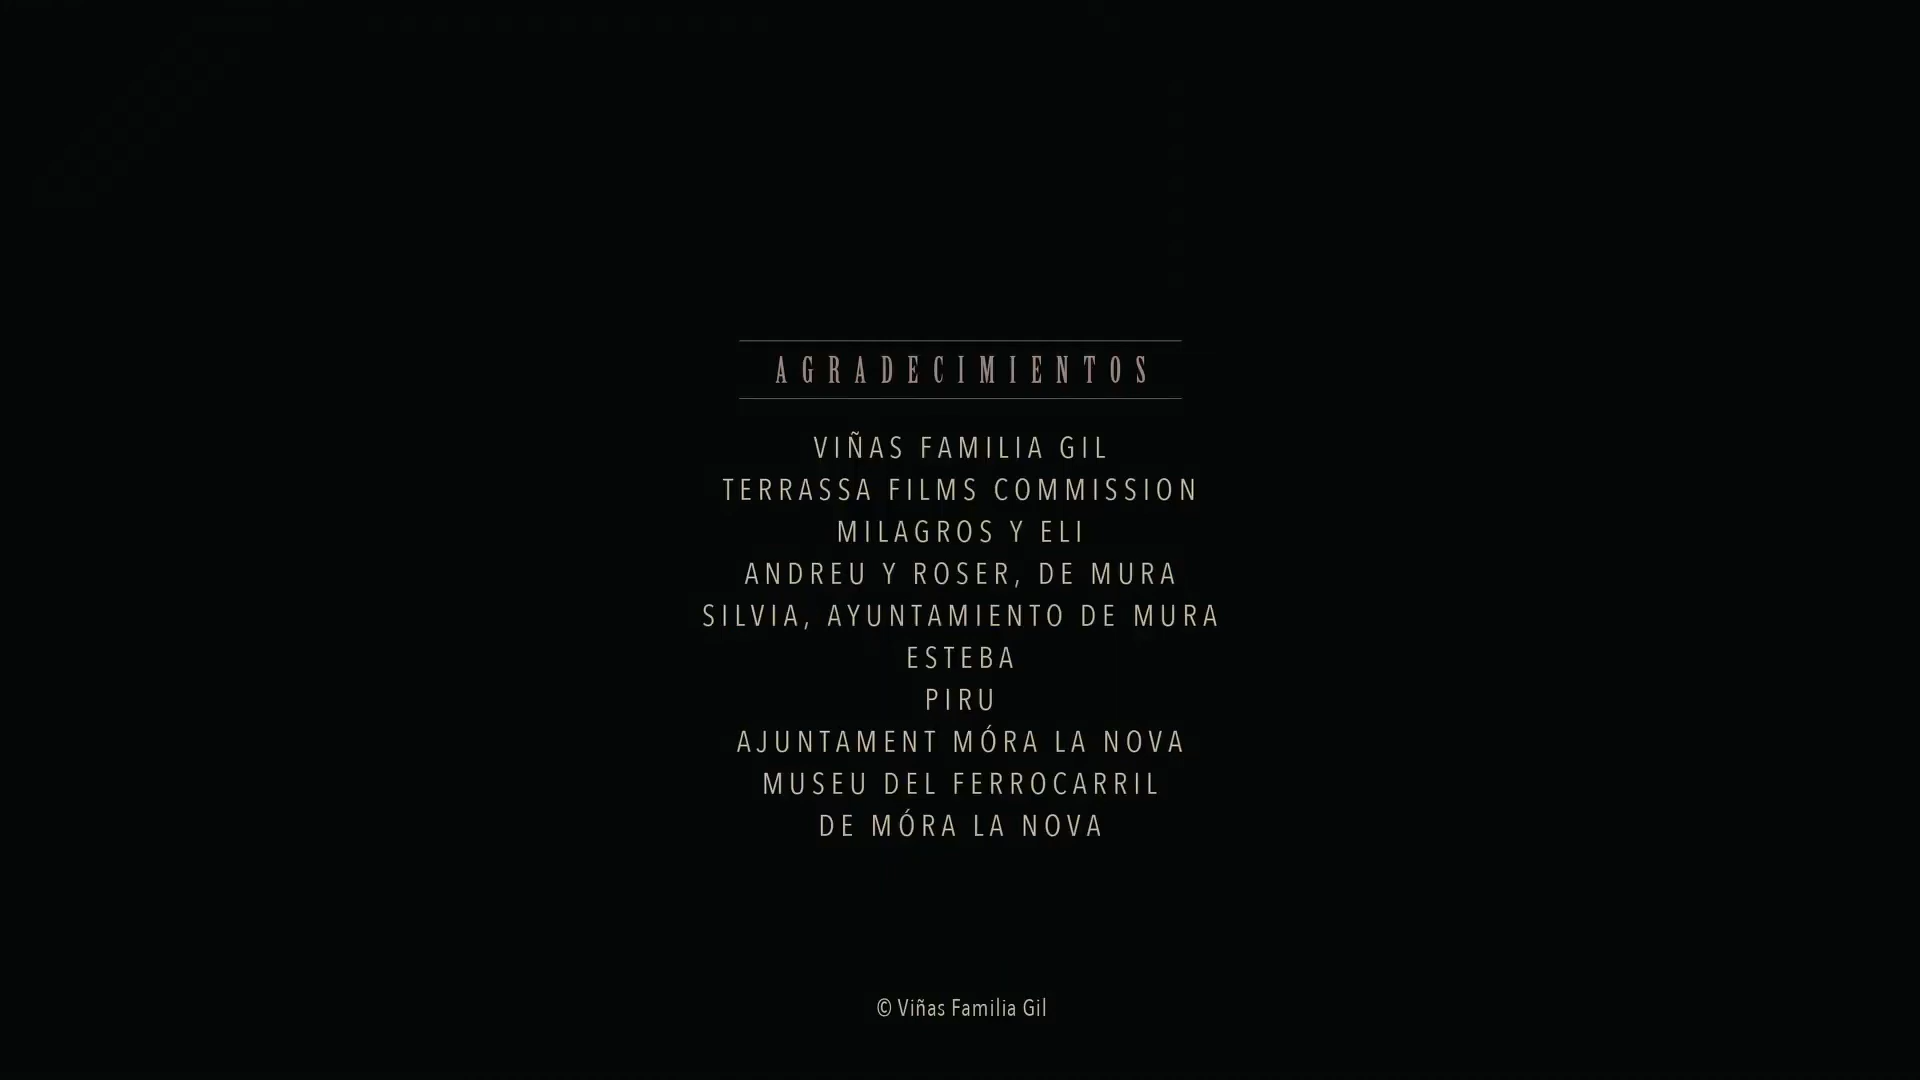 AGRADECIMIENTOS
VIÑAS FAMILIA GIL
TERRASSA FILMS COMMISSION
MILAGROS Y ELI
ANDREU Y ROSER, DE MURA
SILVIA, AYUNTAMIENTO DE MURA
ESTEBA
PIRU
AJUNTAMENT MÓRA LA NOVA
MUSEU DEL FERROCARRIL
DE MÓRA LA NOVA
© Viñas Familia Gil